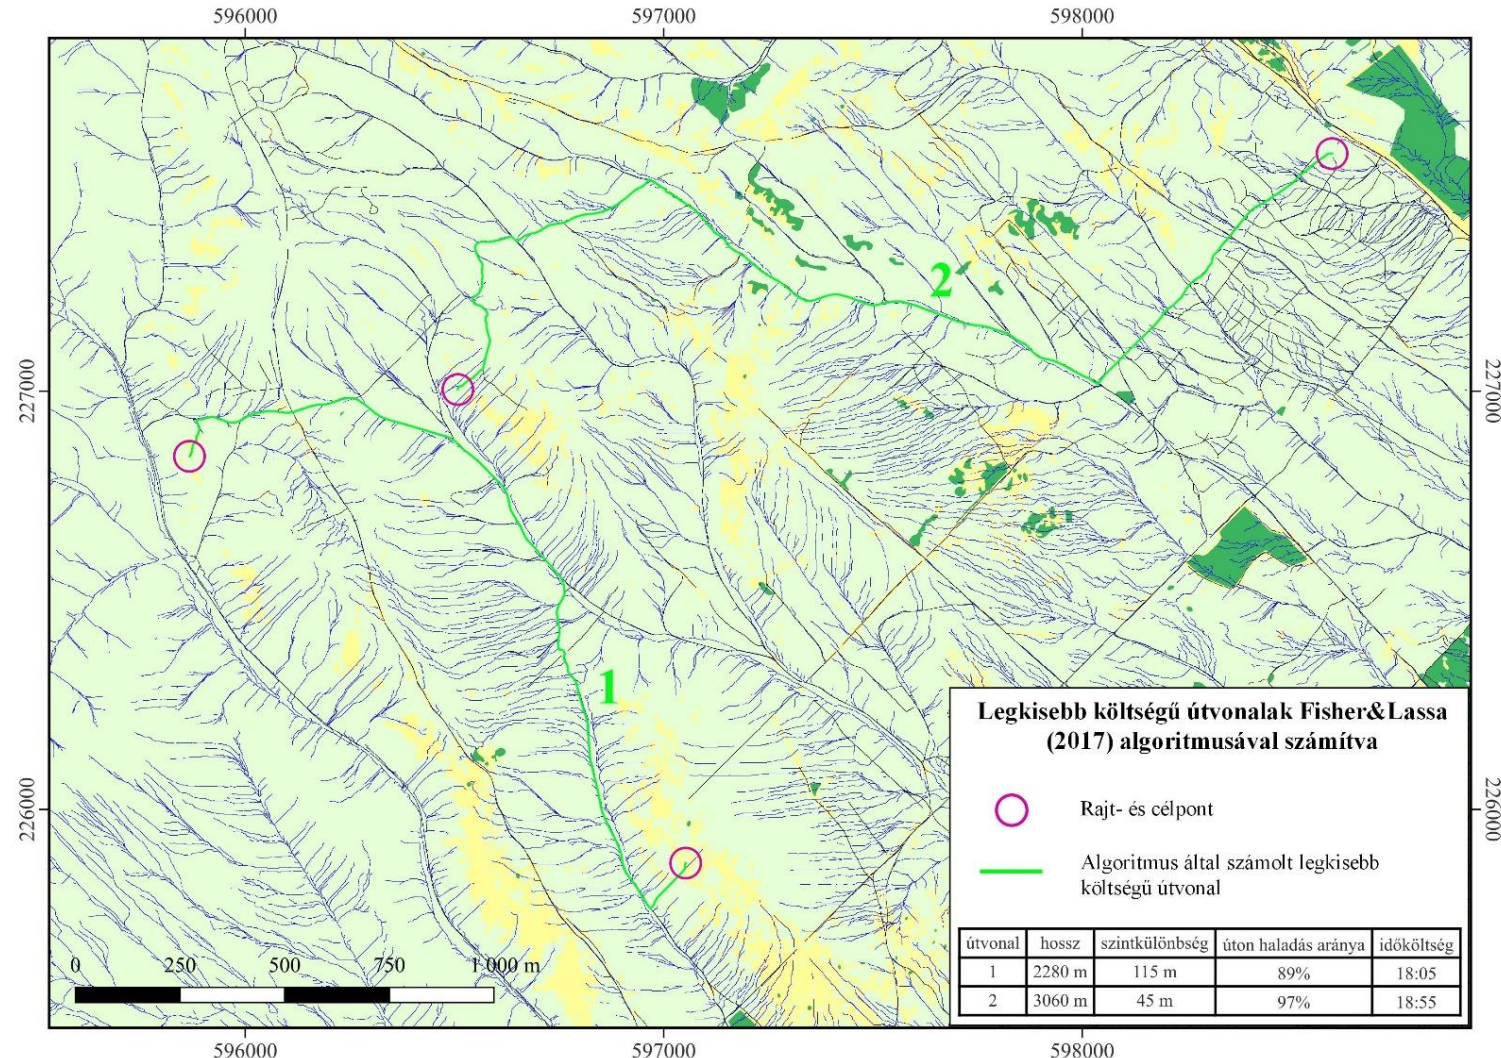 596000 597000 598000
2
227000 227000
1
Legkisebb költségű útvonalak Fisher&Lassa
(2017) algoritmusával számítva
Rajt- és célpont
226000 226000
Algoritmus által számolt legkisebb
költségű útvonal
útvonal hossz szintkülönbség úton haladás aránya időköltség
1 2280 m 115 m 89% 18:05
2 3060 m 45 m 97% 18:55
0 250 500 750 1 000 m
596000 597000 598000